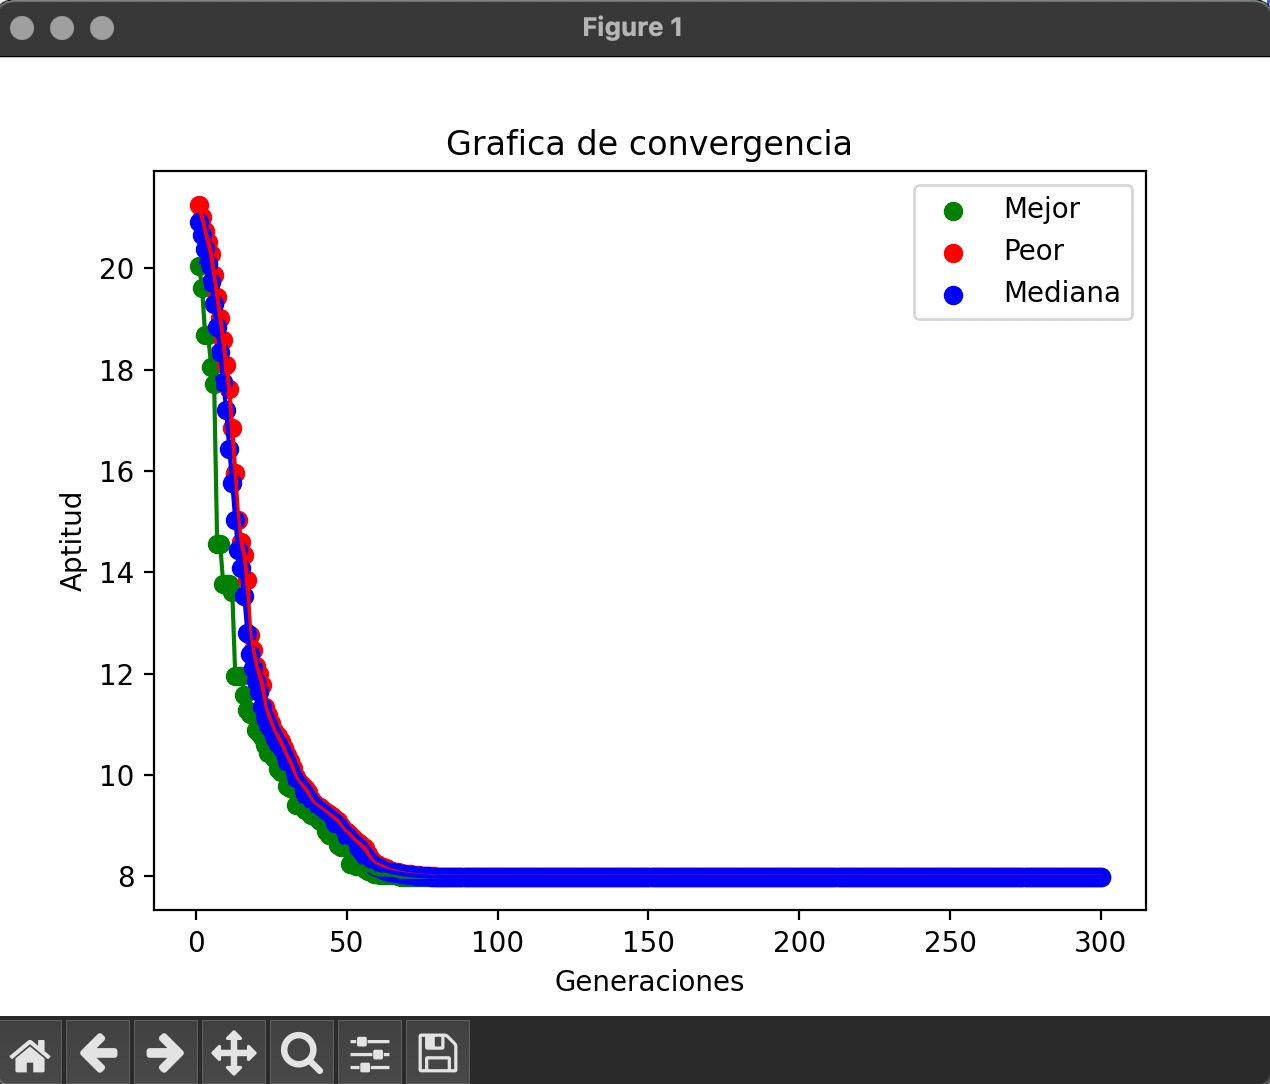 Figure 1
Grafica de convergencia
Mejor
Peor
Mediana
Aptitud
20
18
16
14
12
10
8
0 50 100 150 200 250 300
Generaciones